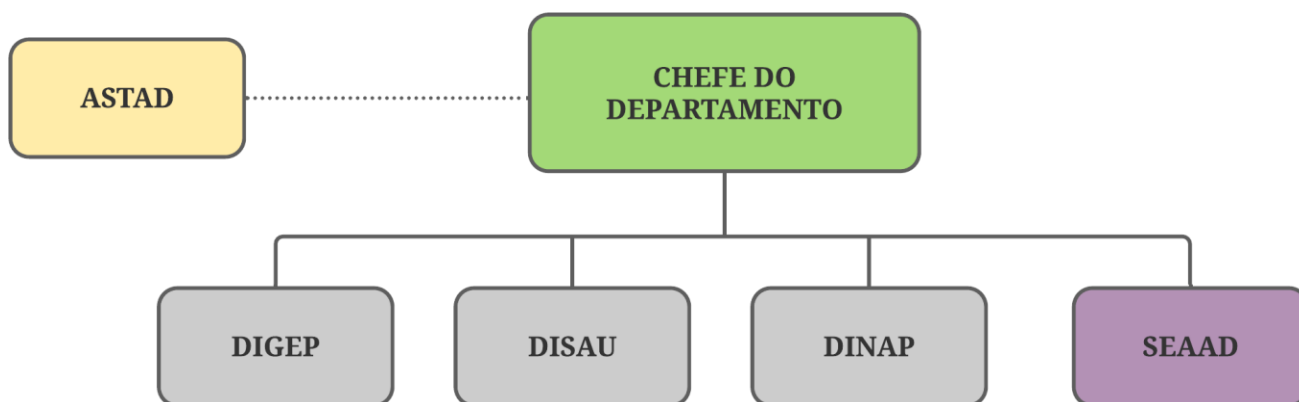 ASTAD
CHEFE DO
DEPARTAMENTO
DIGEP
DISAU
DINAP
SEAAD